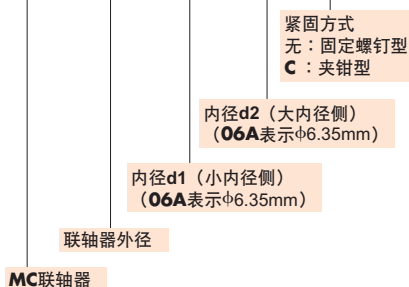 紧固方式
无：固定螺钉型
C：夹钳型
内径d2（大内径侧）
（06A表示φ6.35mm）
内径d1（小内径侧）
（06A表示φ6.35mm）
联轴器外径
MC联轴器